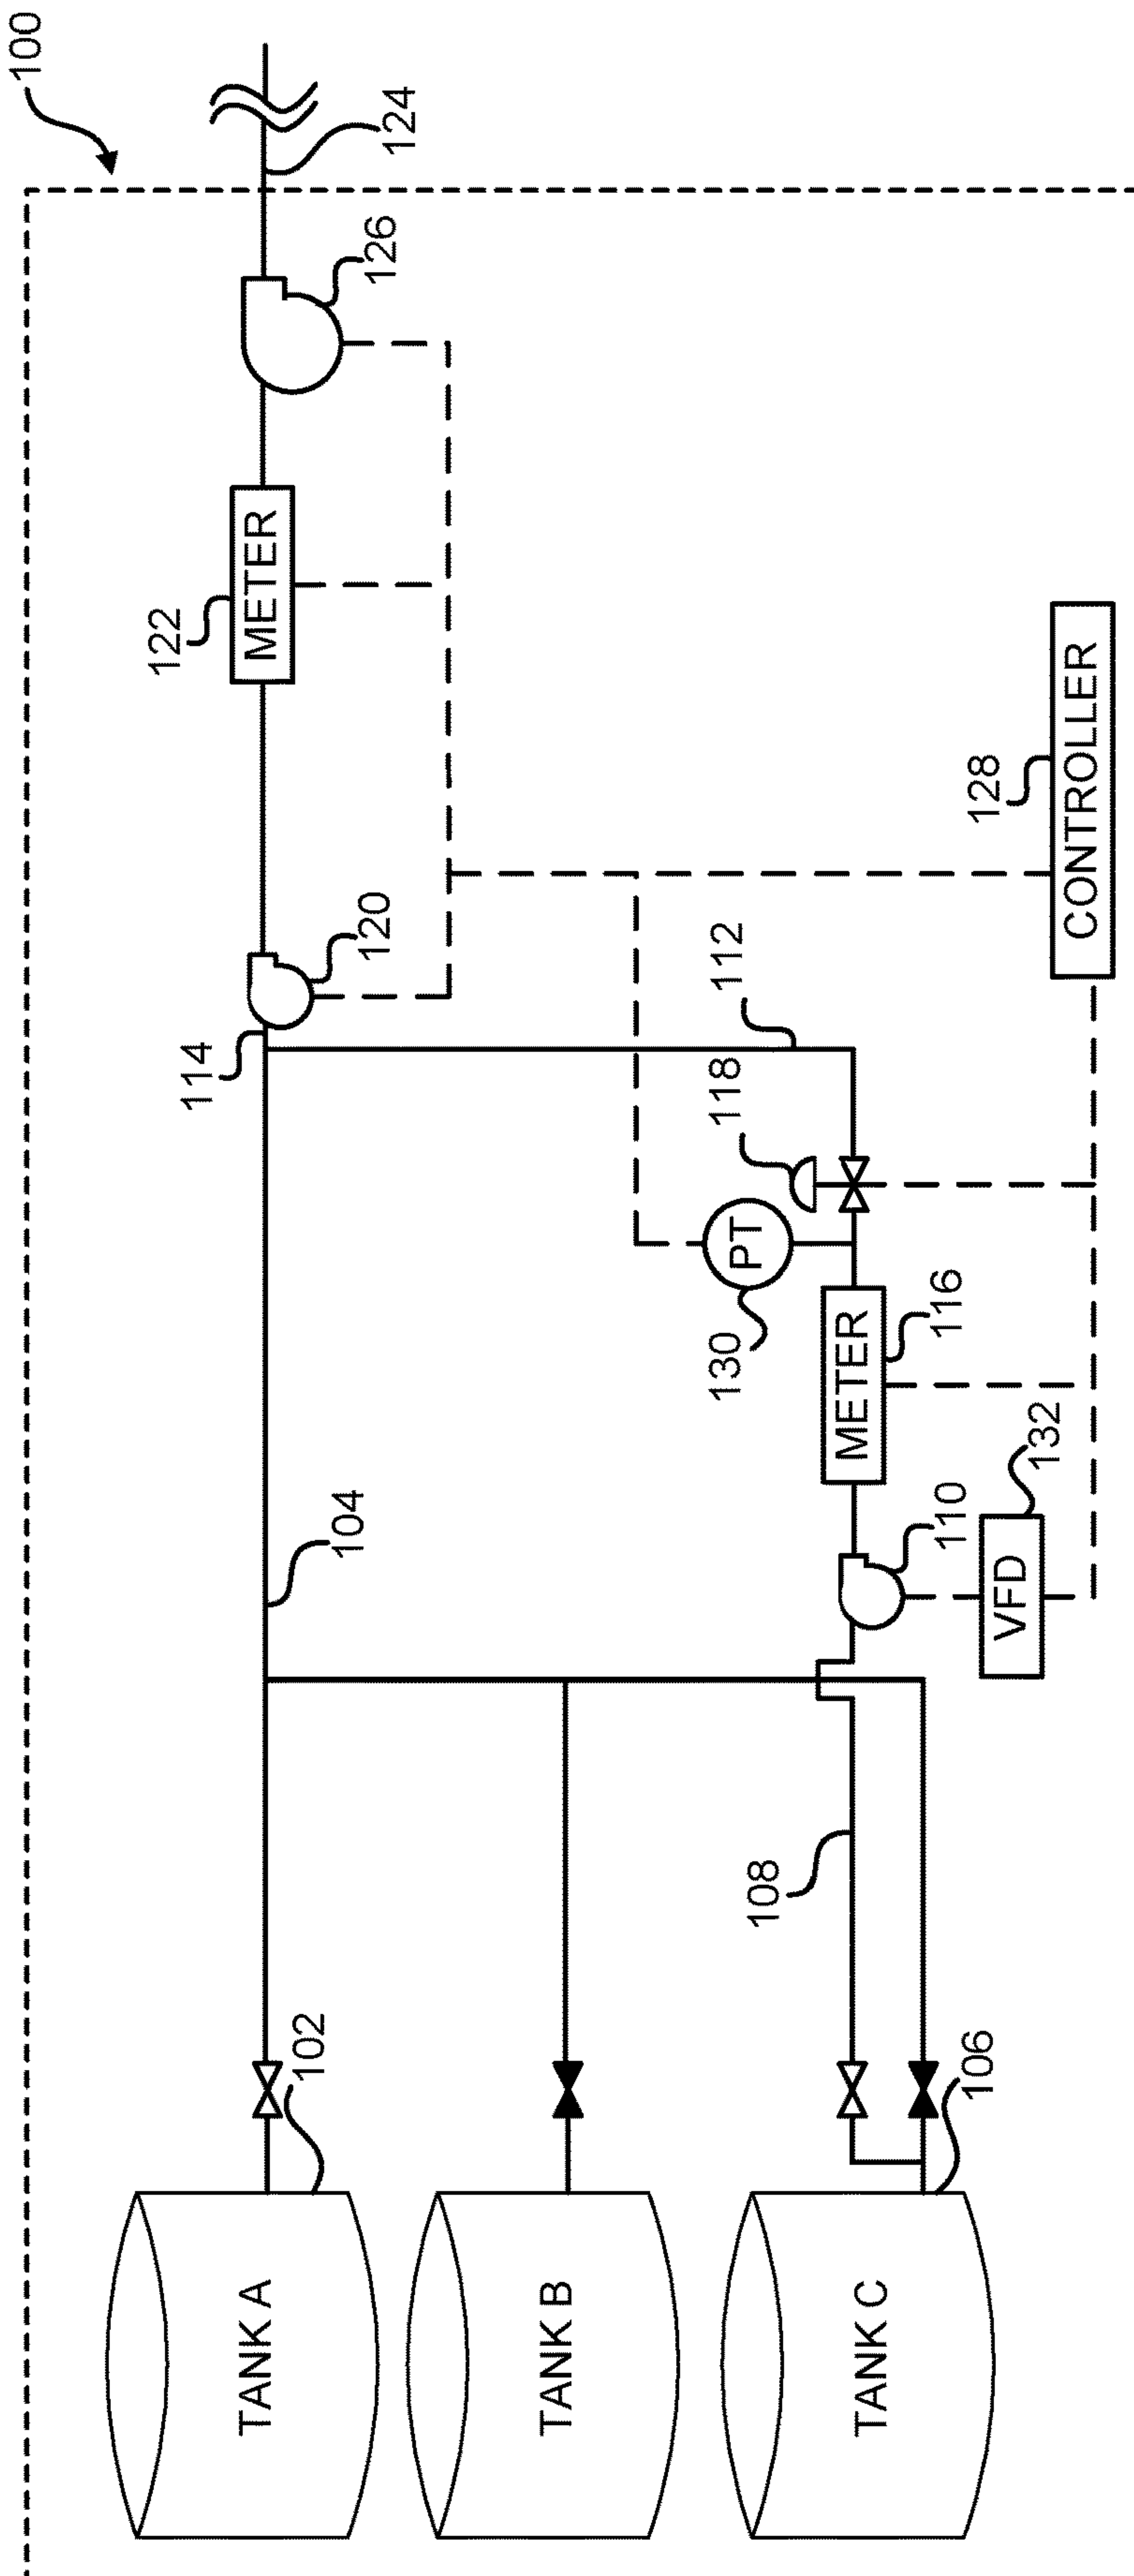 100
124
126
METER
122
120
114
CONTROLLER
128
112
118
PT
130
METER
116
132
110
VFD
104
108
102
106
TANK A
TANK B
TANK C